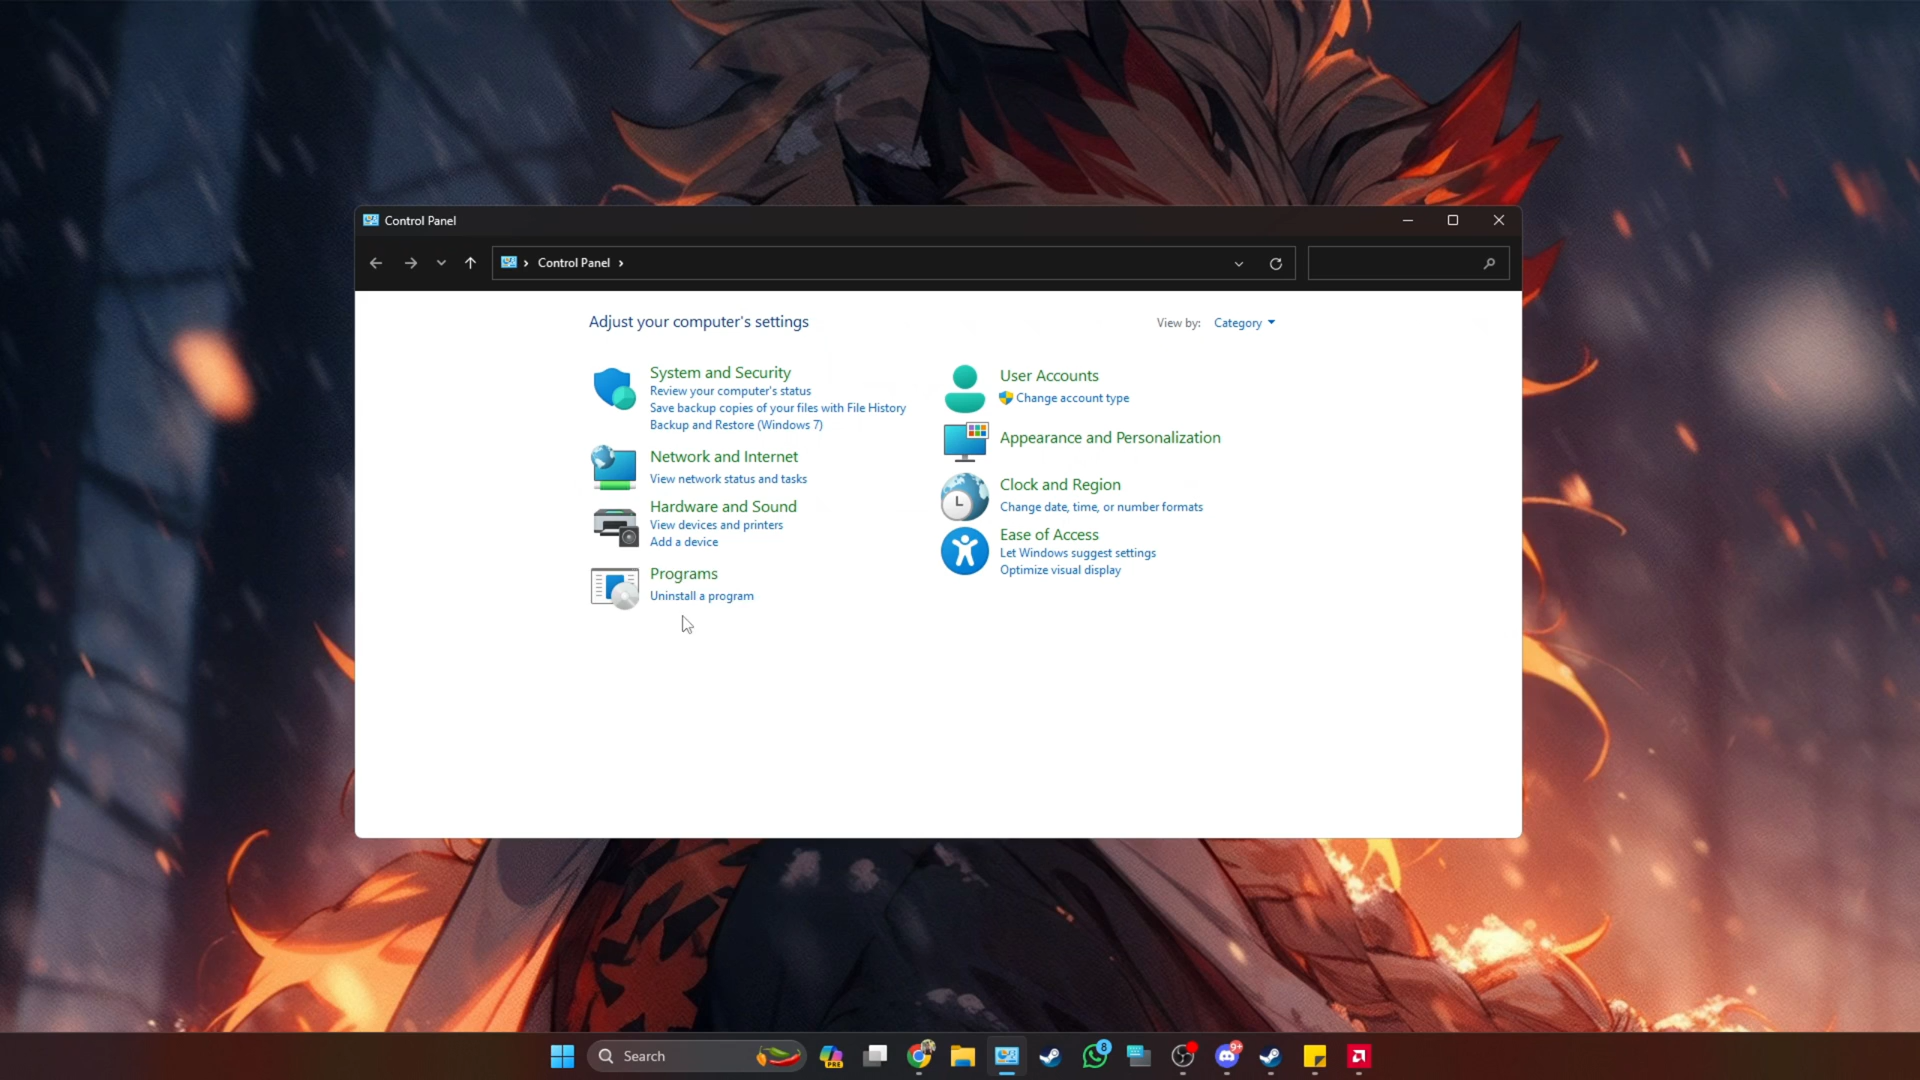 Control Panel
Control Panel
Adjust your computer's settings
View by: Category
System and Security
Review your computer's status
Save backup copies of your files with File History
Backup and Restore (Windows 7)
Network and Internet
View network status and tasks
Hardware and Sound
View devices and printers
Add a device
Programs
Uninstall a program
User Accounts
Change account type
Appearance and Personalization
Clock and Region
Change date, time, or number formats
Ease of Access
Let Windows suggest settings
Optimize visual display
Search
PRE
8
9+